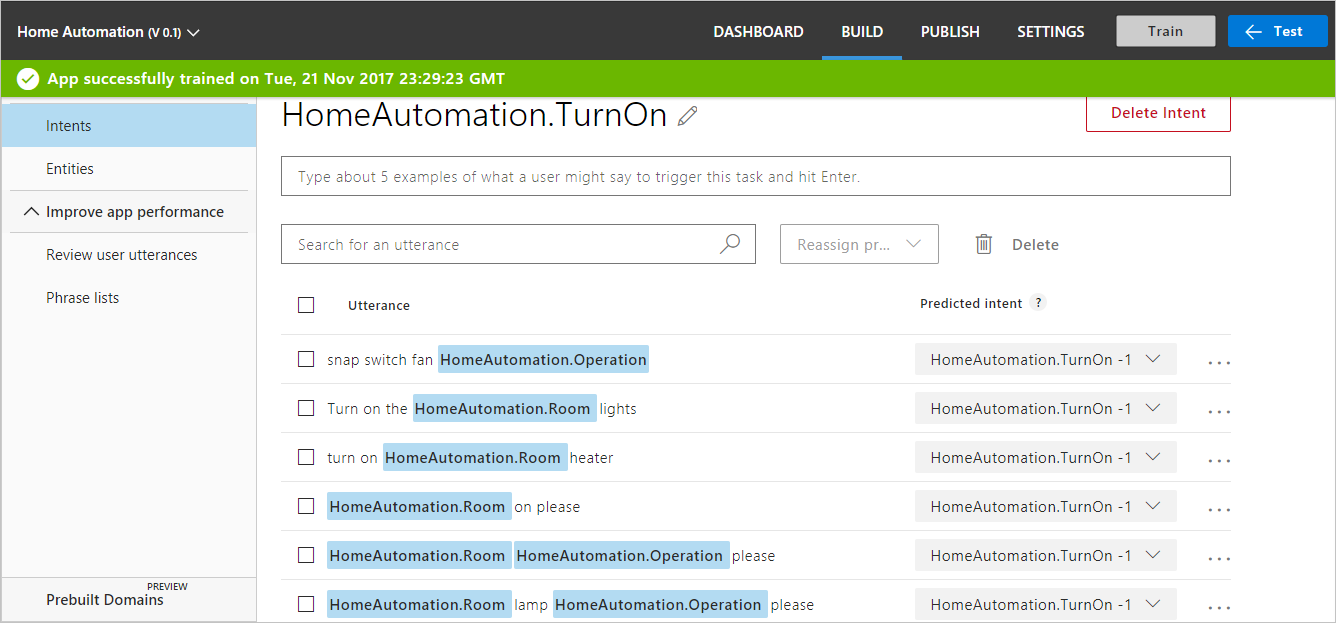 Home Automation (V 0.1) DASHBOARD BUILD PUBLISH SETTINGS Train Test
App successfully trained on Tue, 21 Nov 2017 23:29:23 GMT
Intents
Entities
Improve app performance
Review user utterances
Phrase lists
PREVIEW
Prebuilt Domains
HomeAutomation.TurnOn Delete Intent
Type about 5 examples of what a user might say to trigger this task and hit Enter.
Search for an utterance Reassign pr... Delete
Utterance Predicted intent ?
snap switch fan HomeAutomation.Operation HomeAutomation.TurnOn -1 ...
Turn on the HomeAutomation.Room lights HomeAutomation.TurnOn -1 ...
turn on HomeAutomation.Room heater HomeAutomation.TurnOn -1 ...
HomeAutomation.Room on please HomeAutomation.TurnOn -1 ...
HomeAutomation.Room HomeAutomation.Operation please HomeAutomation.TurnOn -1 ...
HomeAutomation.Room lamp HomeAutomation.Operation please HomeAutomation.TurnOn -1 ...